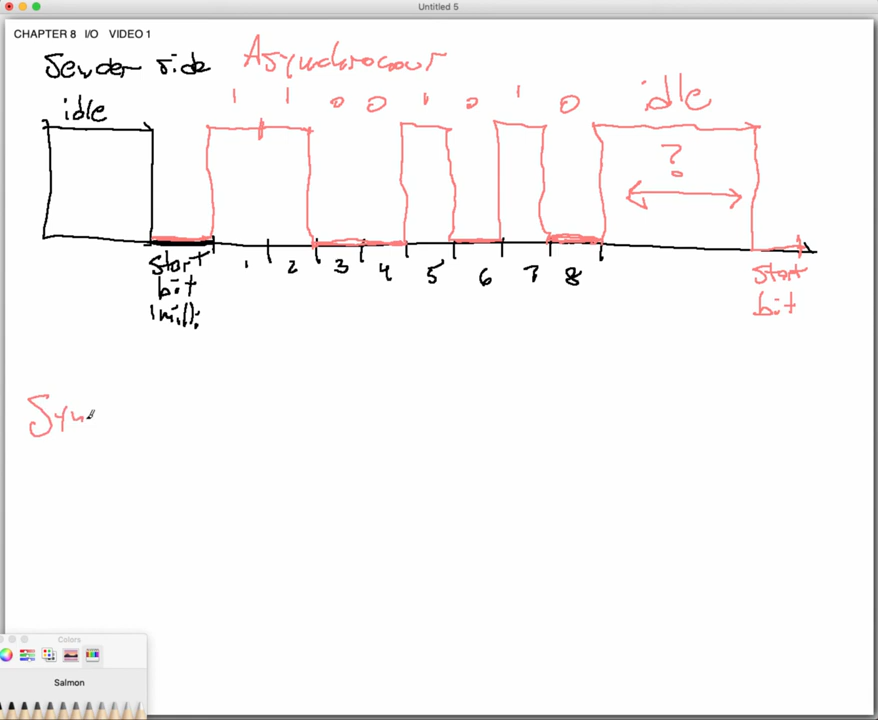 Untitled 5
CHAPTER 8 I/O VIDEO 1
Sender side Asynchronous
idle 1 1 0 0 1 0 1 0 idle
?
1 2 3 4 5 6 7 8
start bit
start bit
Syn
Colors
Salmon